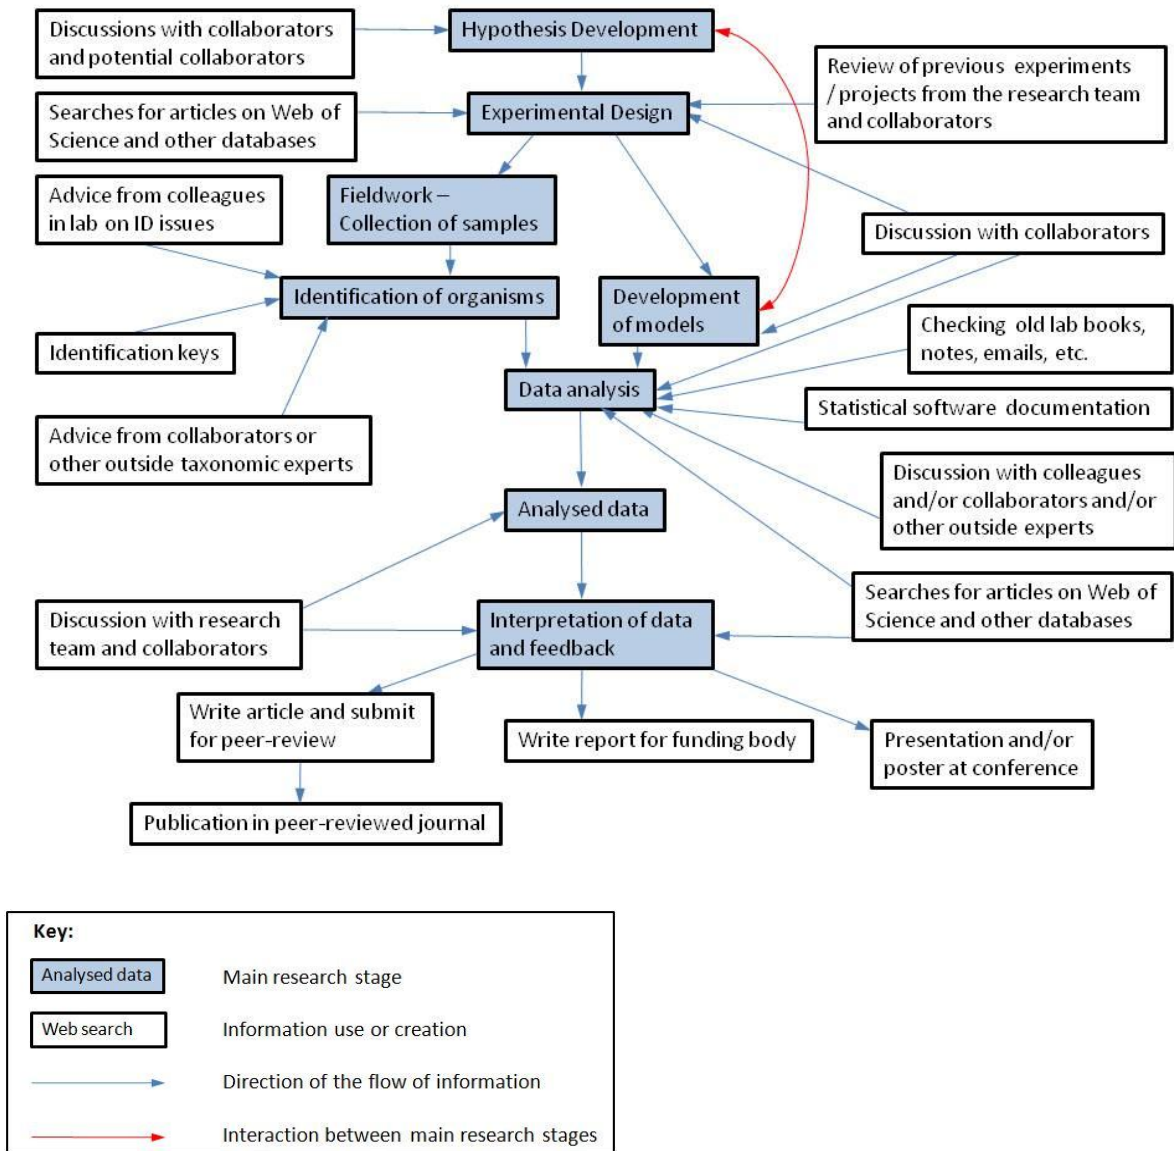 Discussions with collaborators
and potential collaborators
Hypothesis Development
Review of previous experiments
/ projects from the research team
and collaborators
Searches for articles on Web of
Science and other databases
Experimental Design
Advice from colleagues
in lab on ID issues
Fieldwork –
Collection of samples
Discussion with collaborators
Identification of organisms
Development
of models
Identification keys
Checking old lab books,
notes, emails, etc.
Data analysis
Statistical software documentation
Advice from collaborators or
other outside taxonomic experts
Discussion with colleagues
and/or collaborators and/or
other outside experts
Analysed data
Searches for articles on Web of
Science and other databases
Discussion with research
team and collaborators
Interpretation of data
and feedback
Write article and submit
for peer-review
Write report for funding body
Presentation and/or
poster at conference
Publication in peer-reviewed journal
Key:
Analysed data
Main research stage
Web search
Information use or creation
Direction of the flow of information
Interaction between main research stages